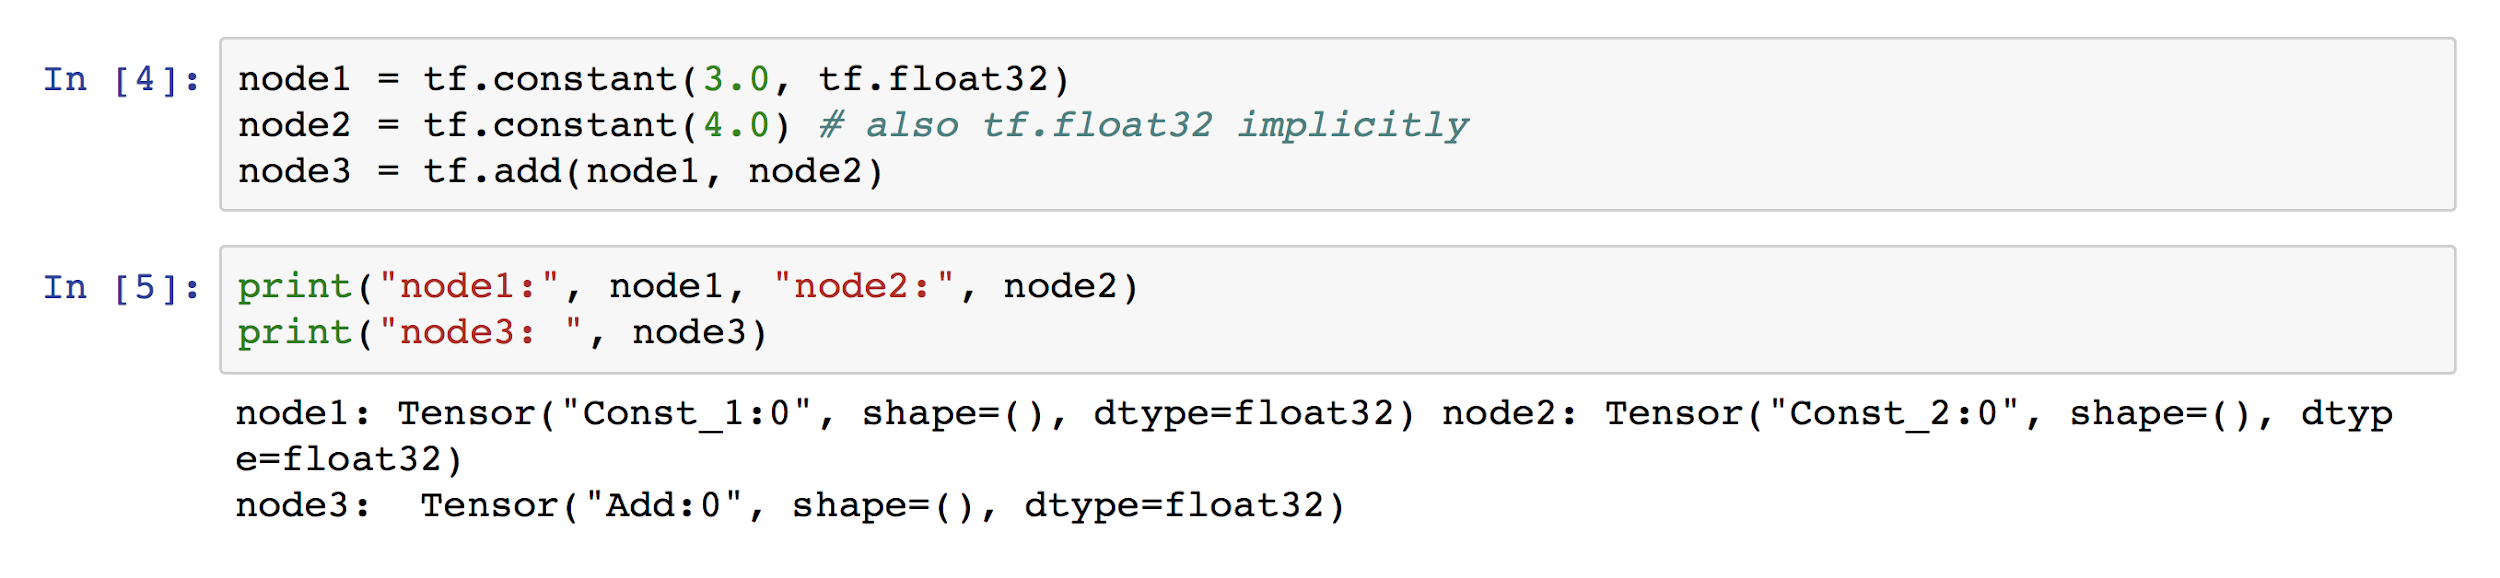 In [4]: node1 = tf.constant(3.0, tf.float32)
node2 = tf.constant(4.0) # also tf.float32 implicitly
node3 = tf.add(node1, node2)
In [5]: print("node1:", node1, "node2:", node2)
print("node3: ", node3)
node1: Tensor("Const_1:0", shape=(), dtype=float32) node2: Tensor("Const_2:0", shape=(), dtyp
e=float32)
node3:  Tensor("Add:0", shape=(), dtype=float32)